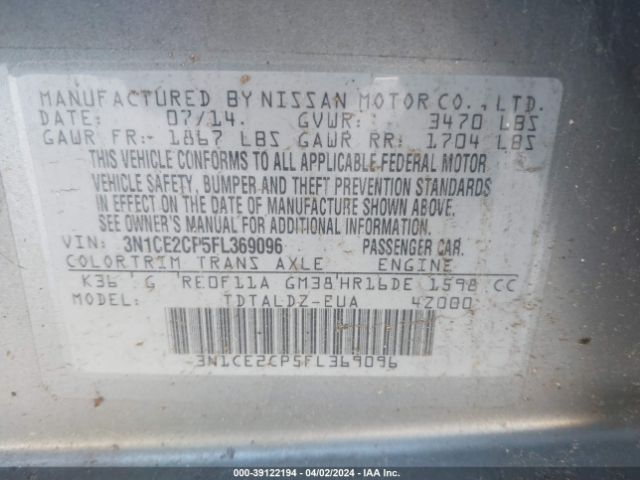 MANUFACTURED BY NISSAN MOTOR CO., LTD.
DATE: 07/14. GVWR: 3470 LBS
GAWR FR: 1867 LBS GAWR RR: 1704 LBS
THIS VEHICLE CONFORMS TO ALL APPLICABLE FEDERAL MOTOR
VEHICLE SAFETY, BUMPER AND THEFT PREVENTION STANDARDS
IN EFFECT ON THE DATE OF MANUFACTURE SHOWN ABOVE.
SEE OWNER'S MANUAL FOR ADDITIONAL INFORMATION.
VIN: 3N1CE2CP5FL369096 PASSENGER CAR.
COLOR TRIM TRANS AXLE ENGINE
K36 G RE0F11A GM38 HR16DE 1598 CC
MODEL: TDTALDZ-EUA 4Z000
3N1CE2CP5FL369096
000-39122194 - 04/02/2024 - IAA Inc.